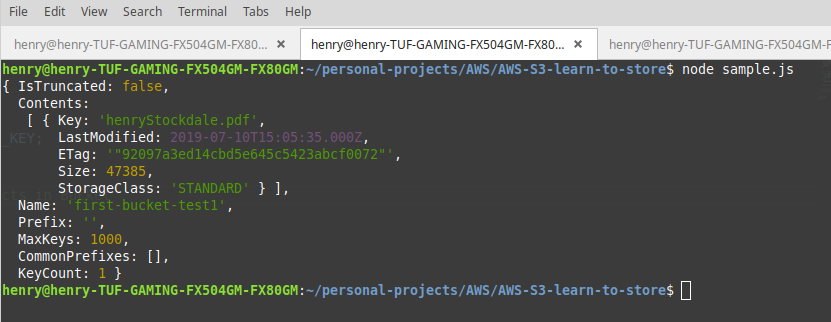 File Edit View Search Terminal Tabs Help
henry@henry-TUF-GAMING-FX504GM-FX80... × henry@henry-TUF-GAMING-FX504GM-FX80... × henry@henry-TUF-GAMING-FX504GM-FX80
henry@henry-TUF-GAMING-FX504GM-FX80GM:~/personal-projects/AWS/AWS-S3-learn-to-store$ node sample.js
{ IsTruncated: false,
  Contents:
   [ { Key: 'henryStockdale.pdf',
       LastModified: 2019-07-10T15:05:35.000Z,
       ETag: '"92097a3ed14cbd5e645c5423abcf0072"',
       Size: 47385,
       StorageClass: 'STANDARD' } ],
  Name: 'first-bucket-test1',
  Prefix: '',
  MaxKeys: 1000,
  CommonPrefixes: [],
  KeyCount: 1 }
henry@henry-TUF-GAMING-FX504GM-FX80GM:~/personal-projects/AWS/AWS-S3-learn-to-store$